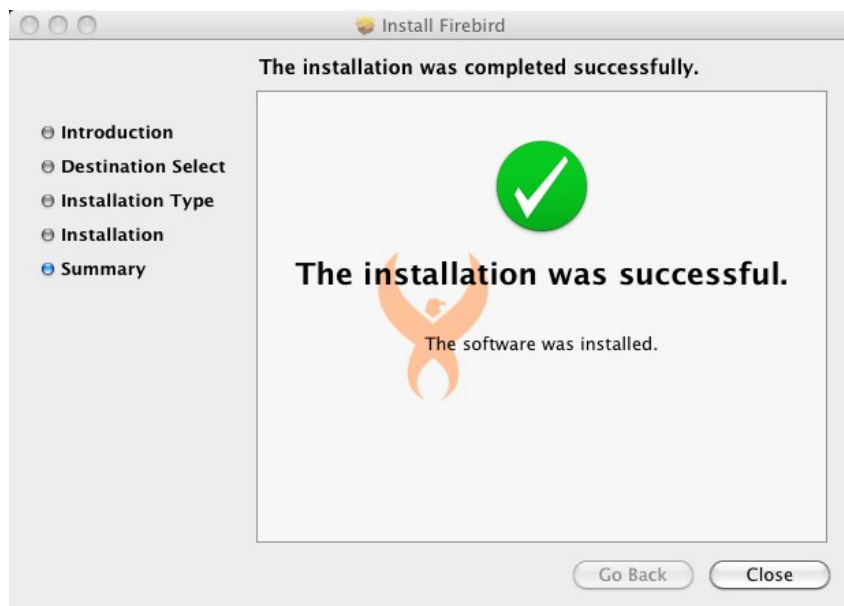 Install Firebird
The installation was completed successfully.
Introduction
Destination Select
Installation Type
Installation
Summary
The installation was successful.
The software was installed.
Go Back
Close